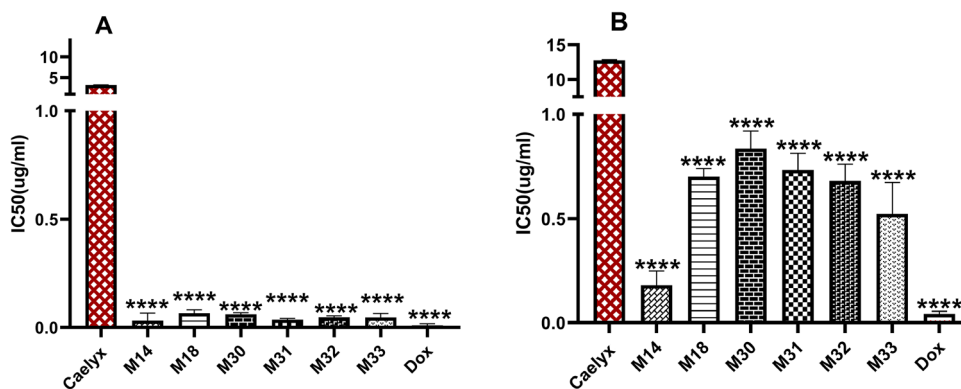 A
IC50(ug/ml)
10
5
1.0
0.5
0.0
****
****
****
****
****
****
****
Caelyx
M14
M18
M30
M31
M32
M33
Dox
B
IC50(ug/ml)
15
10
1.0
0.5
0.0
****
****
****
****
****
****
****
Caelyx
M14
M18
M30
M31
M32
M33
Dox